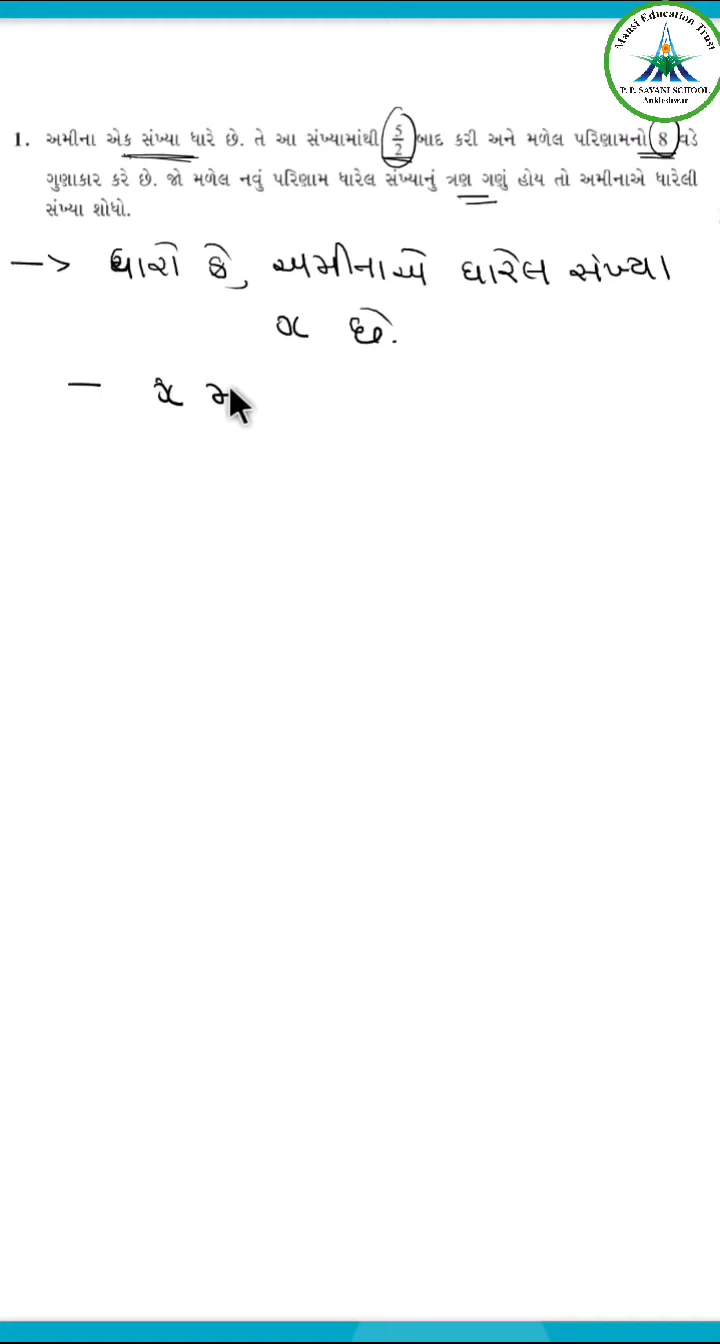 Mansi Education Trust
P. P. SAVANI SCHOOL
Ankleshwar
1. અમીના એક સંખ્યા ધારે છે. તે આ સંખ્યામાંથી 5/2 બાદ કરી અને મળેલ પરિણામનો 8 વડે
ગુણાકાર કરે છે. જો મળેલ નવું પરિણામ ધારેલ સંખ્યાનું ત્રણ ગણું હોય તો અમીનાએ ધારેલી
સંખ્યા શોધો.
–> ધારો કે, અમીનાએ ધારેલ સંખ્યા
x છે.
– x મ